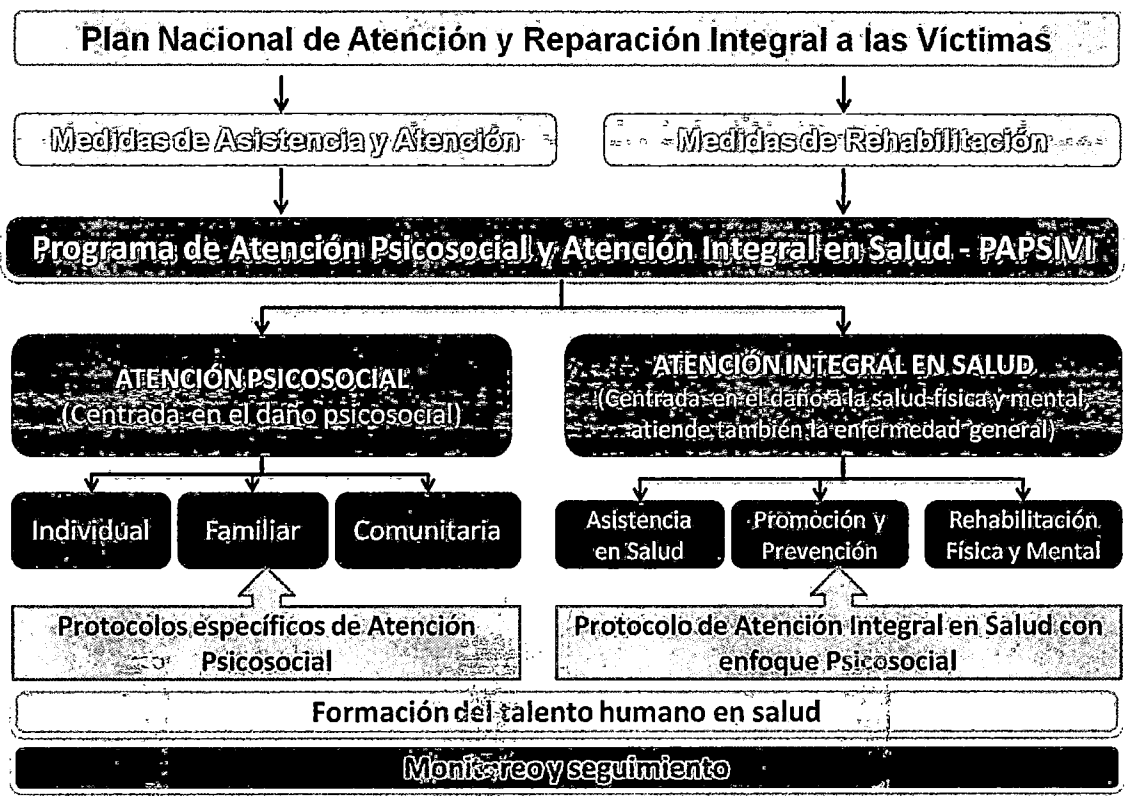 Plan Nacional de Atención y Reparación Integral a las Víctimas
Medidas de Asistencia y Atención
Medidas de Rehabilitación
Programa de Atención Psicosocial y Atención Integral en Salud - PAPSIVI
ATENCIÓN PSICOSOCIAL
(Centrada en el daño psicosocial)
ATENCIÓN INTEGRAL EN SALUD
(Centrada en el daño a la salud física y mental
atiende también la enfermedad general)
Individual
Familiar
Comunitaria
Asistencia
en Salud
Promoción y
Prevención
Rehabilitación
Física y Mental
Protocolos específicos de Atención
Psicosocial
Protocolo de Atención Integral en Salud con
enfoque Psicosocial
Formación del talento humano en salud
Monitoreo y seguimiento